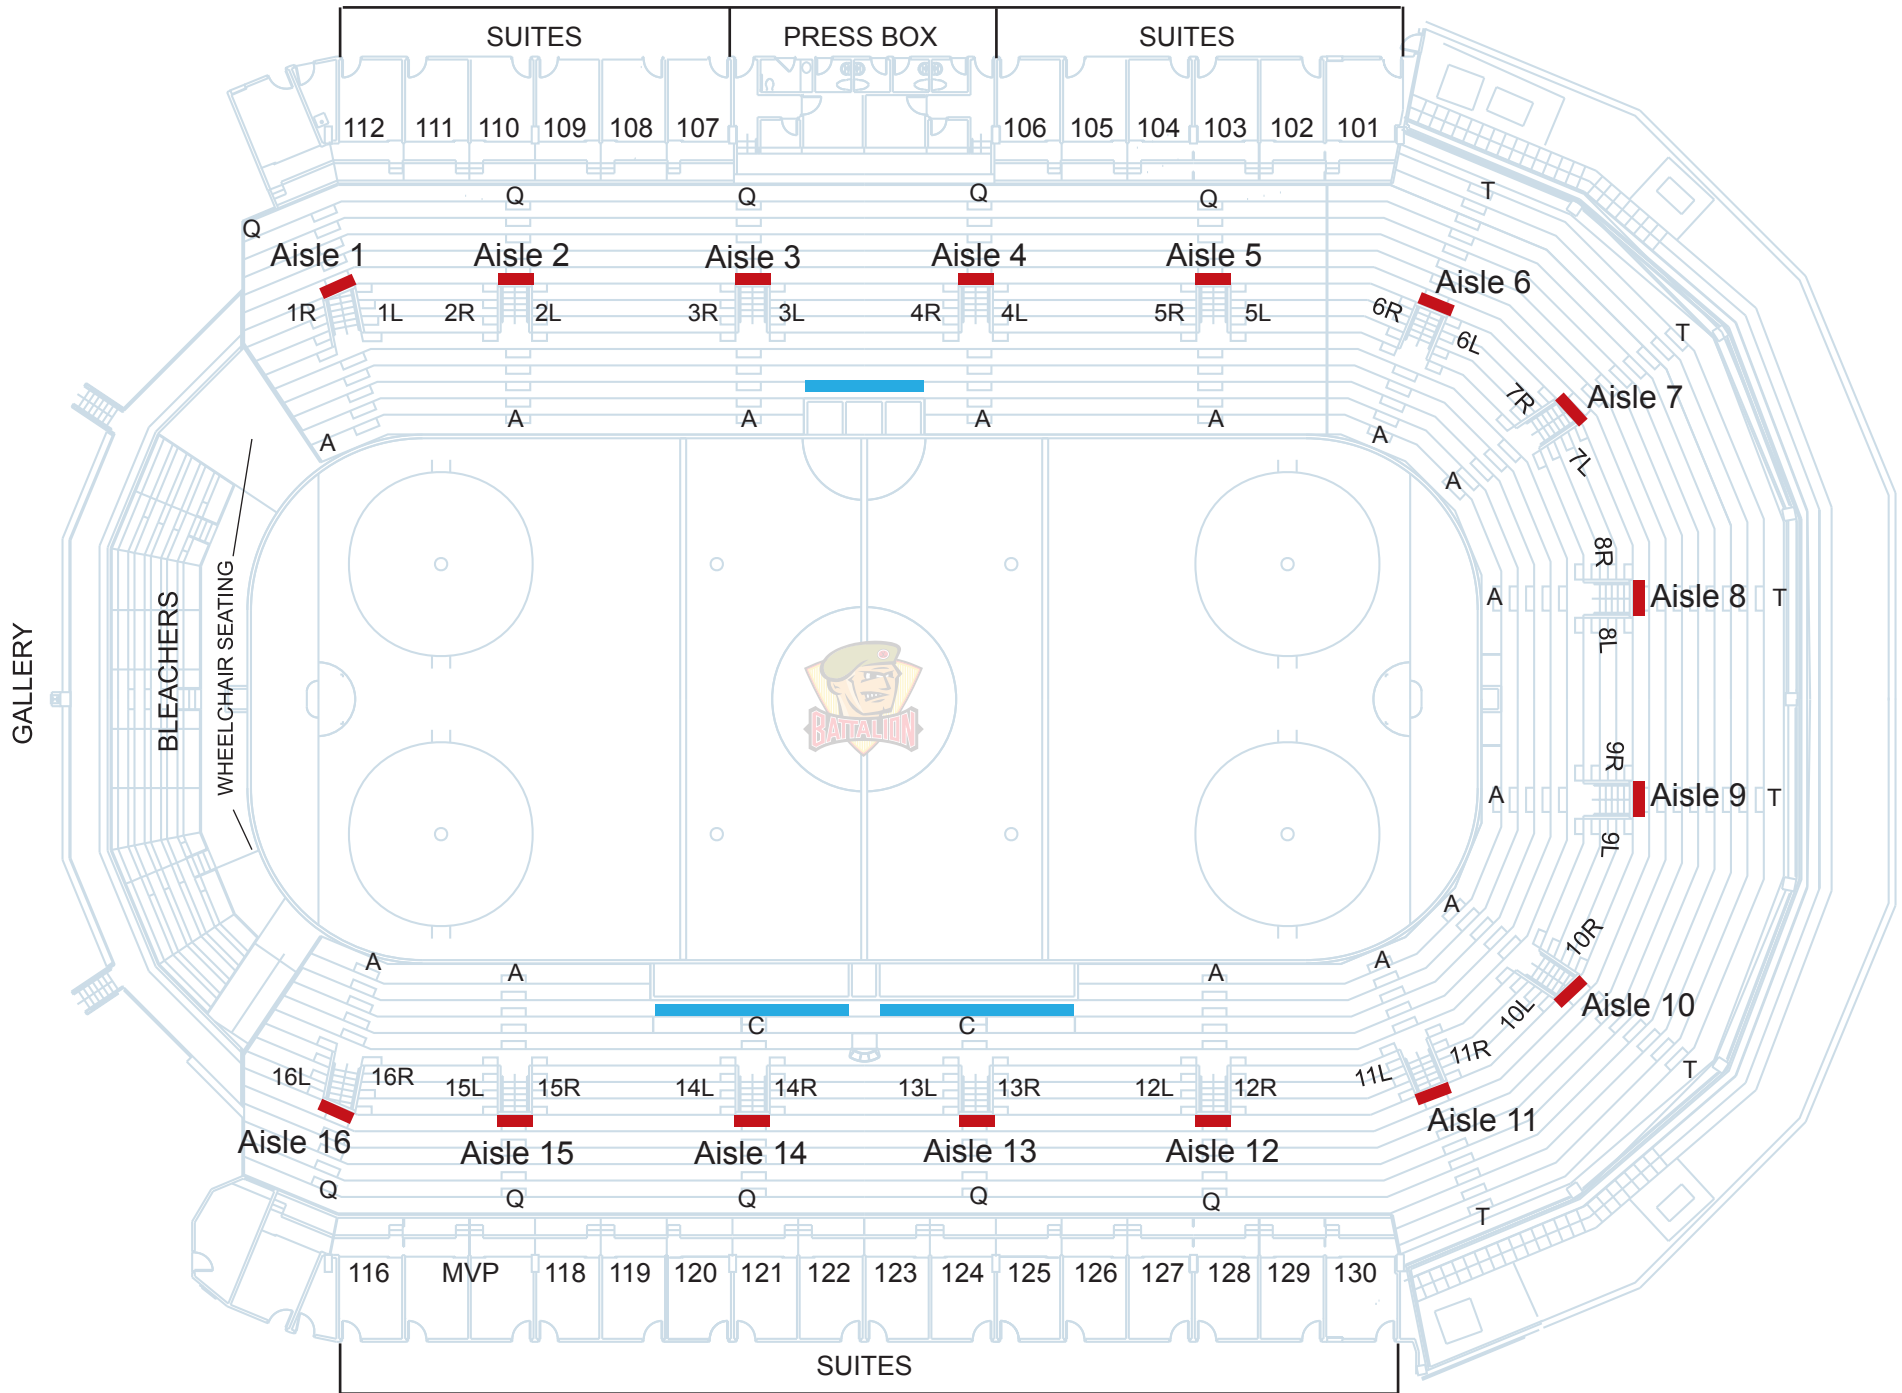 SUITES
PRESS BOX
SUITES
112
111
110
109
108
107
106
105
104
103
102
101
Q
Q
Q
Q
Q
T
Aisle 1
Aisle 2
Aisle 3
Aisle 4
Aisle 5
Aisle 6
1R
1L
2R
2L
3R
3L
4R
4L
5R
5L
6R
6L
T
7R
Aisle 7
7L
A
A
A
A
A
A
A
8R
A
Aisle 8
T
8L
GALLERY
BLEACHERS
WHEELCHAIR SEATING
BATTALION
9R
A
Aisle 9
T
9L
A
10R
10L
Aisle 10
T
A
A
A
A
C
C
16L
16R
15L
15R
14L
14R
13L
13R
12L
12R
11L
11R
Aisle 16
Aisle 15
Aisle 14
Aisle 13
Aisle 12
Aisle 11
Q
Q
Q
Q
Q
T
116
MVP
118
119
120
121
122
123
124
125
126
127
128
129
130
SUITES